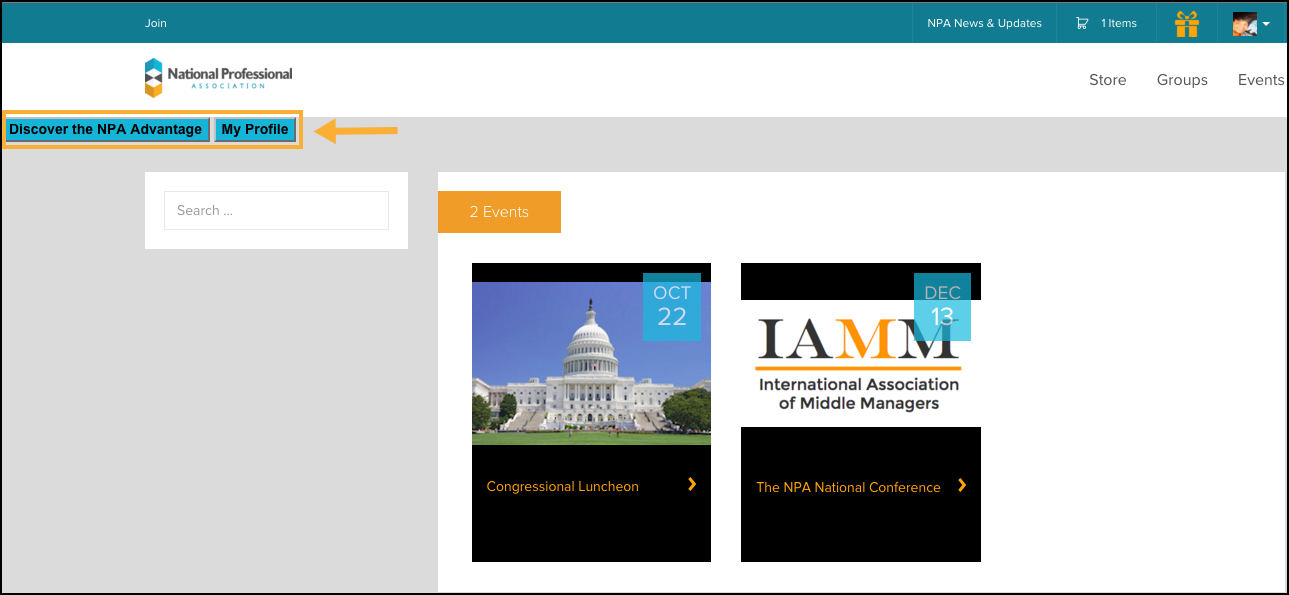 Join
NPA News & Updates
1 Items
National Professional
ASSOCIATION
Store
Groups
Events
Discover the NPA Advantage
My Profile
Search ...
2 Events
OCT
22
Congressional Luncheon
DEC
13
IAMM
International Association
of Middle Managers
The NPA National Conference